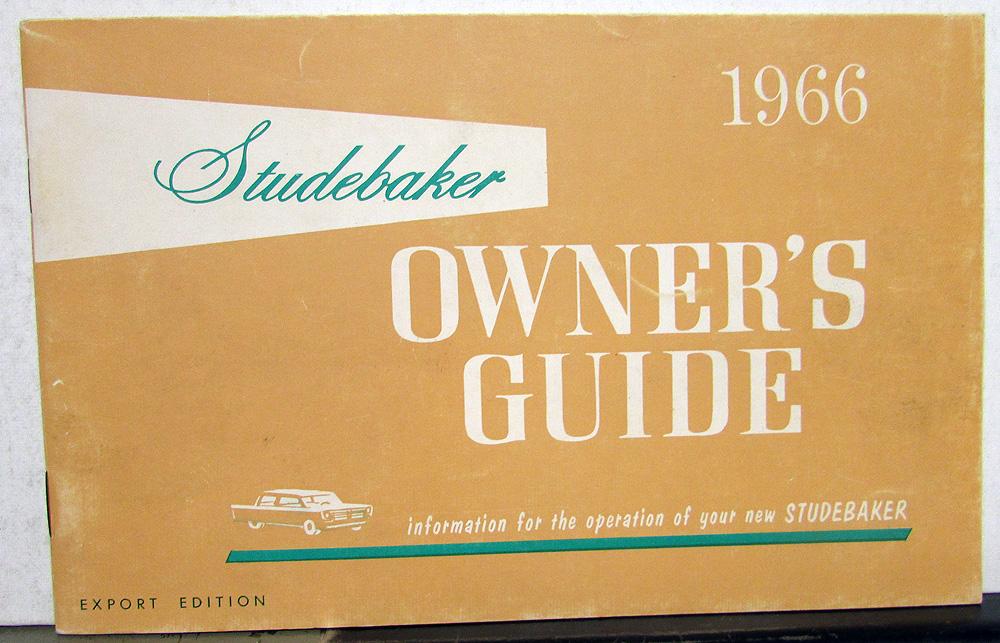 1966
Studebaker
OWNER'S
GUIDE
information for the operation of your new STUDEBAKER
EXPORT EDITION